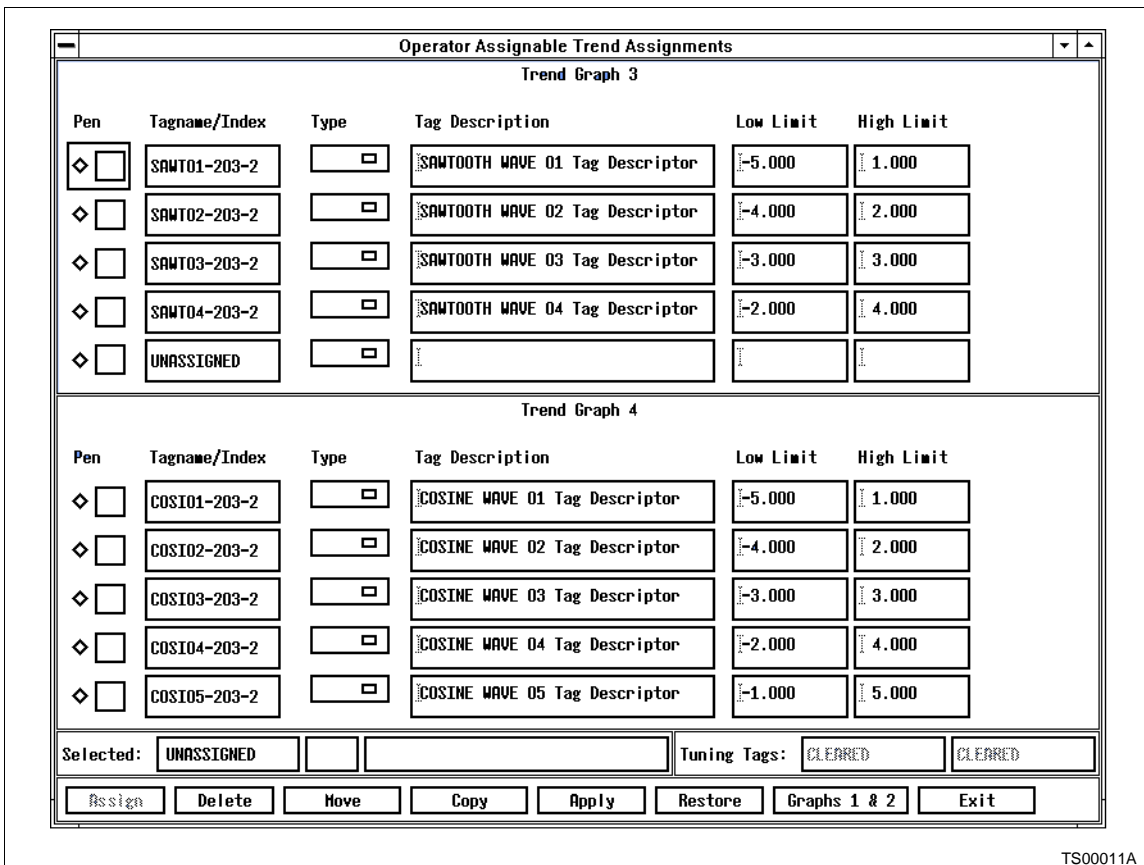 Operator Assignable Trend Assignments
Trend Graph 3
Pen Tagname/Index Type Tag Description Low Limit High Limit
SAWT01-203-2 SAWTOOTH WAVE 01 Tag Descriptor -5.000 1.000
SAWT02-203-2 SAWTOOTH WAVE 02 Tag Descriptor -4.000 2.000
SAWT03-203-2 SAWTOOTH WAVE 03 Tag Descriptor -3.000 3.000
SAWT04-203-2 SAWTOOTH WAVE 04 Tag Descriptor -2.000 4.000
UNASSIGNED
Trend Graph 4
Pen Tagname/Index Type Tag Description Low Limit High Limit
COSI01-203-2 COSINE WAVE 01 Tag Descriptor -5.000 1.000
COSI02-203-2 COSINE WAVE 02 Tag Descriptor -4.000 2.000
COSI03-203-2 COSINE WAVE 03 Tag Descriptor -3.000 3.000
COSI04-203-2 COSINE WAVE 04 Tag Descriptor -2.000 4.000
COSI05-203-2 COSINE WAVE 05 Tag Descriptor -1.000 5.000
Selected: UNASSIGNED Tuning Tags: CLEARED CLEARED
Assign Delete Move Copy Apply Restore Graphs 1 & 2 Exit
TS00011A